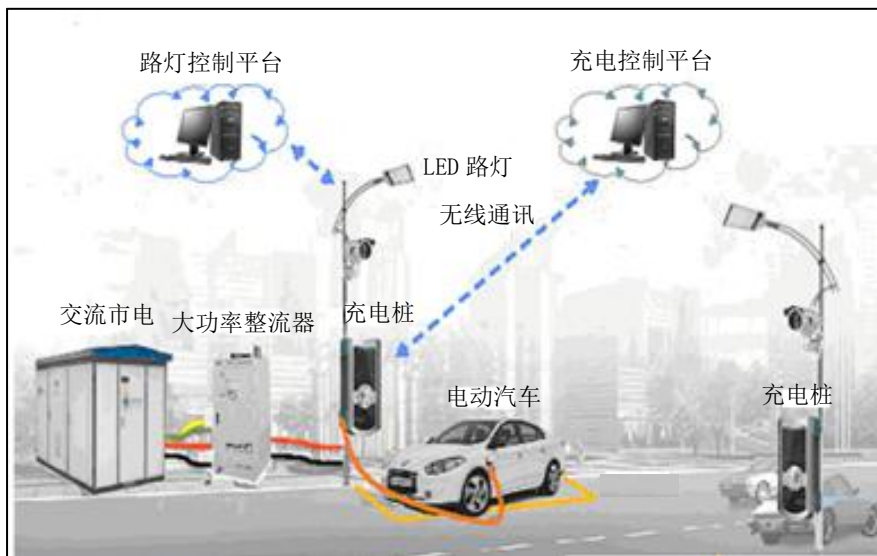 路灯控制平台
充电控制平台
LED 路灯
无线通讯
交流市电
大功率整流器
充电桩
电动汽车
充电桩